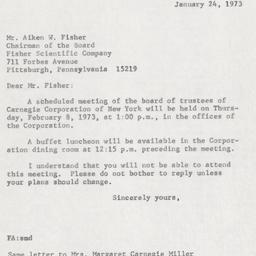 January 24, 1973
Mr. Aiken W. Fisher
Chairman of the Board
Fisher Scientific Company
711 Forbes Avenue
Pittsburgh, Pennsylvania 15219
Dear Mr. Fisher:
A scheduled meeting of the board of trustees of
Carnegie Corporation of New York will be held on Thurs-
day, February 8, 1973, at 1:00 p.m., in the offices of
the Corporation.
A buffet luncheon will be available in the Corpor-
ation dining room at 12:15 p.m. preceding the meeting.
I understand that you will not be able to attend
this meeting. Please do not bother to reply unless
your plans should change.
Sincerely yours,
FA:smd
Same letter to Mrs. Margaret Carnegie Miller